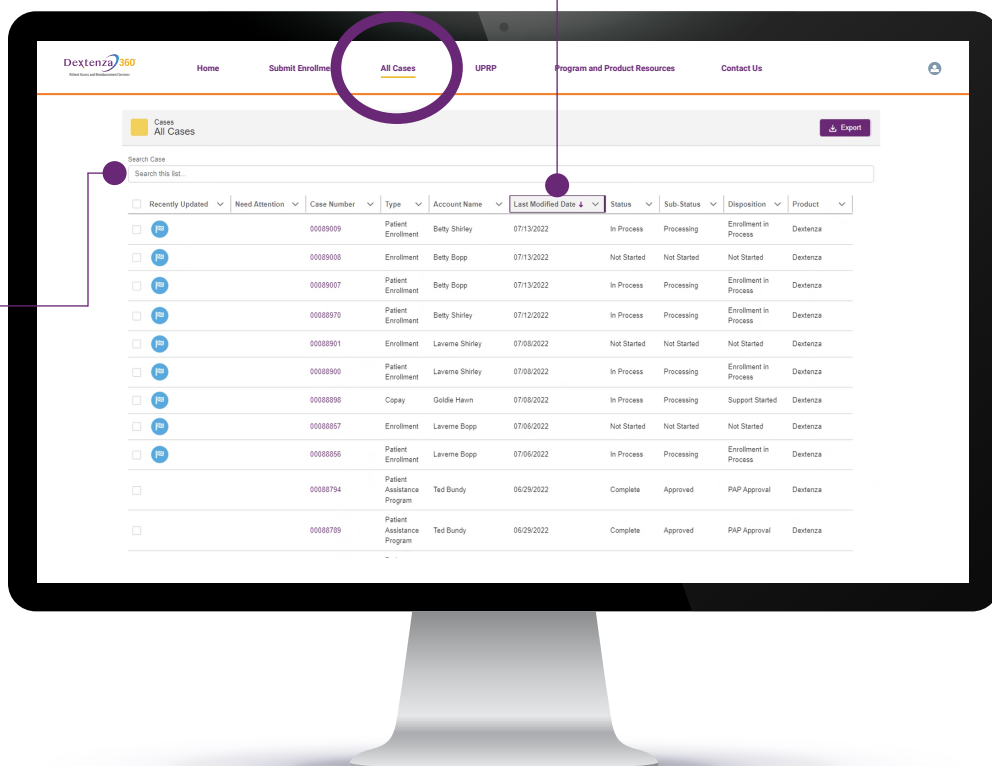 Dextenza 360
Patient Access and Reimbursement Services
Home Submit Enrollme All Cases UPRP Program and Product Resources Contact Us
Cases
All Cases
Export
Search Case
Search this list...
Recently Updated Need Attention Case Number Type Account Name Last Modified Date Status Sub-Status Disposition Product
00089009 Patient Enrollment Betty Shirley 07/13/2022 In Process Processing Enrollment in Process Dextenza
00089008 Enrollment Betty Bopp 07/13/2022 Not Started Not Started Not Started Dextenza
00089007 Patient Enrollment Betty Bopp 07/13/2022 In Process Processing Enrollment in Process Dextenza
00088970 Patient Enrollment Betty Shirley 07/12/2022 In Process Processing Enrollment in Process Dextenza
00088901 Enrollment Laverne Shirley 07/08/2022 Not Started Not Started Not Started Dextenza
00088900 Patient Enrollment Laverne Shirley 07/08/2022 In Process Processing Enrollment in Process Dextenza
00088898 Copay Goldie Hawn 07/08/2022 In Process Processing Support Started Dextenza
00088857 Enrollment Laverne Bopp 07/06/2022 Not Started Not Started Not Started Dextenza
00088856 Patient Enrollment Laverne Bopp 07/06/2022 In Process Processing Enrollment in Process Dextenza
00088794 Patient Assistance Program Ted Bundy 06/29/2022 Complete Approved PAP Approval Dextenza
00088789 Patient Assistance Program Ted Bundy 06/29/2022 Complete Approved PAP Approval Dextenza